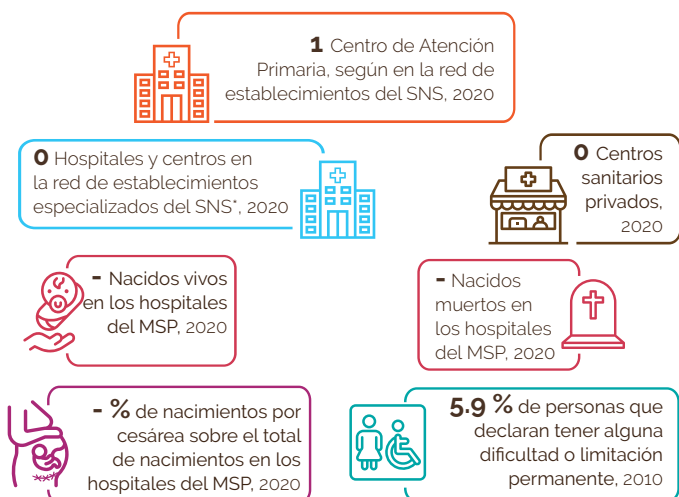 1 Centro de Atención
Primaria, según en la red de
establecimientos del SNS, 2020
0 Hospitales y centros en
la red de establecimientos
especializados del SNS*, 2020
0 Centros
sanitarios
privados,
2020
- Nacidos vivos
en los hospitales
del MSP, 2020
- Nacidos
muertos en
los hospitales
del MSP, 2020
- % de nacimientos por
cesárea sobre el total
de nacimientos en los
hospitales del MSP, 2020
5.9 % de personas que
declaran tener alguna
dificultad o limitación
permanente, 2010